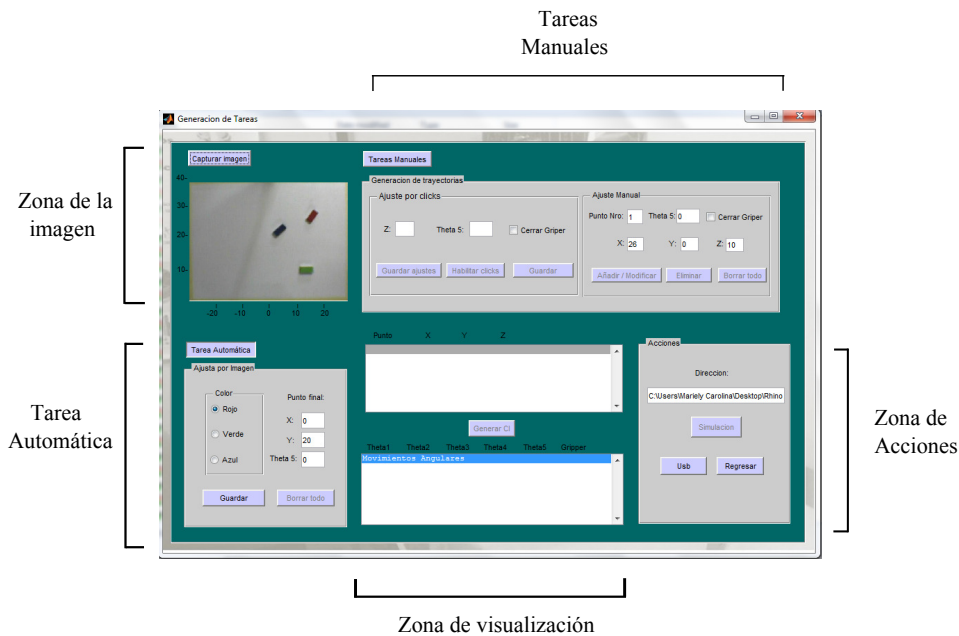 Tareas
Manuales
Generacion de Tareas
Date modified Type Size
Zona de la
imagen
Capturar imagen
40-
30-
20-
10-
-20 -10 0 10 20
Tareas Manuales
Generacion de trayectorias
Ajuste por clicks
Z: Theta 5: Cerrar Griper
Guardar ajustes Habilitar clicks Guardar
Ajuste Manual
Punto Nro: 1 Theta 5: 0 Cerrar Griper
X: 26 Y: 0 Z: 10
Añadir / Modificar Eliminar Borrar todo
Tarea
Automática
Tarea Automática
Ajusta por Imagen
Color
Rojo
Verde
Azul
Punto final:
X: 0
Y: 20
Theta 5: 0
Guardar Borrar todo
Punto X Y Z
Generar CI
Theta1 Theta2 Theta3 Theta4 Theta5 Gripper
Movimientos Angulares
Acciones
Direccion:
C:\Users\Mariely Carolina\Desktop\Rhino
Simulacion
Usb Regresar
Zona de
Acciones
Zona de visualización